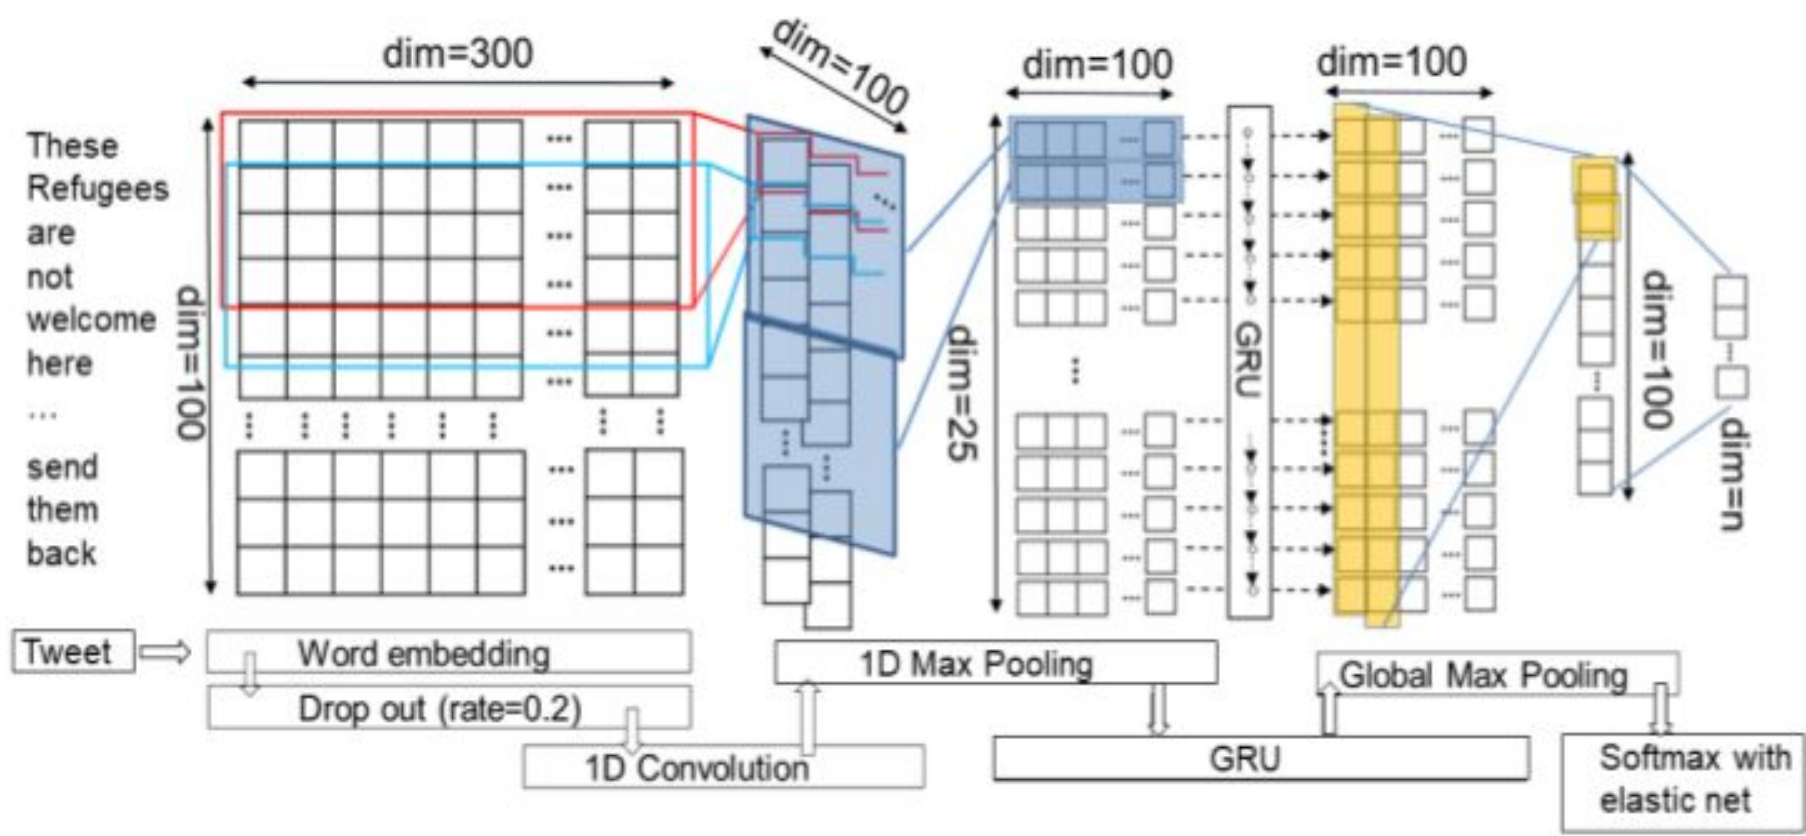 dim=300
dim=100
dim=100
dim=100
These
Refugees
are
not
welcome
here
...
send
them
back
dim=100
dim=25
GRU
dim=100
dim=n
Tweet
Word embedding
Drop out (rate=0.2)
1D Convolution
1D Max Pooling
GRU
Global Max Pooling
Softmax with
elastic net